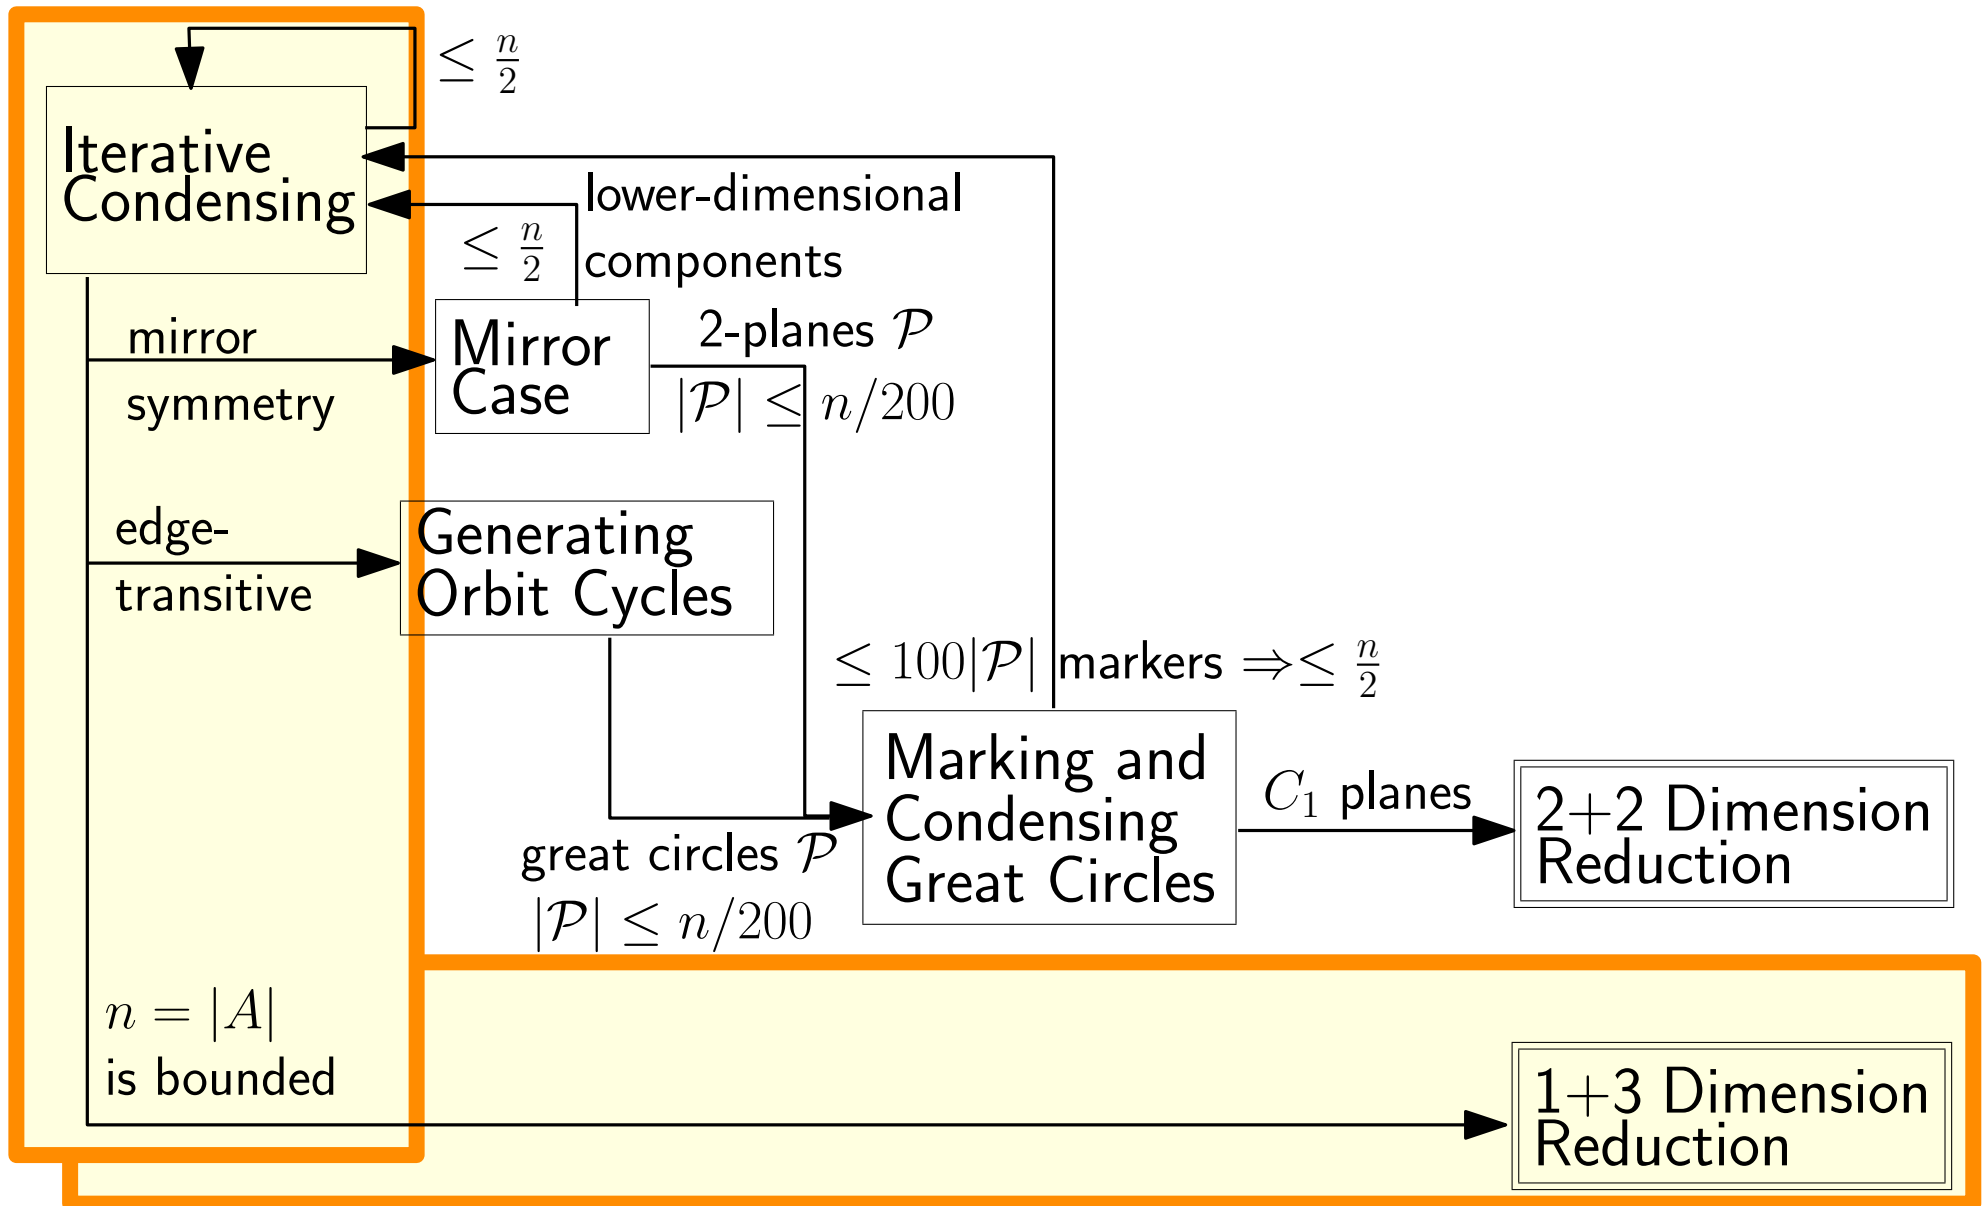 ≤ n/2
Iterative
Condensing
lower-dimensional
components
≤ n/2
mirror
symmetry
Mirror
Case
2-planes 𝒫
|𝒫| ≤ n/200
edge-
transitive
Generating
Orbit Cycles
≤ 100|𝒫| markers ⇒≤ n/2
Marking and
Condensing
Great Circles
great circles 𝒫
|𝒫| ≤ n/200
C₁ planes
2+2 Dimension
Reduction
n = |A|
is bounded
1+3 Dimension
Reduction